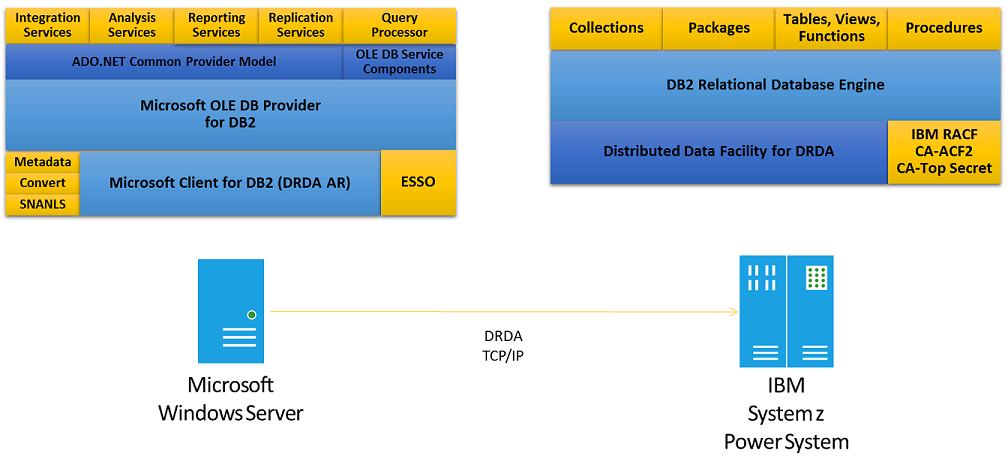 Integration
Services
Analysis
Services
Reporting
Services
Replication
Services
Query
Processor
ADO.NET Common Provider Model
OLE DB Service
Components
Microsoft OLE DB Provider
for DB2
Metadata
Convert
SNANLS
Microsoft Client for DB2 (DRDA AR)
ESSO
Collections
Packages
Tables, Views,
Functions
Procedures
DB2 Relational Database Engine
Distributed Data Facility for DRDA
IBM RACF
CA-ACF2
CA-Top Secret
DRDA
TCP/IP
Microsoft
Windows Server
IBM
System z
Power System